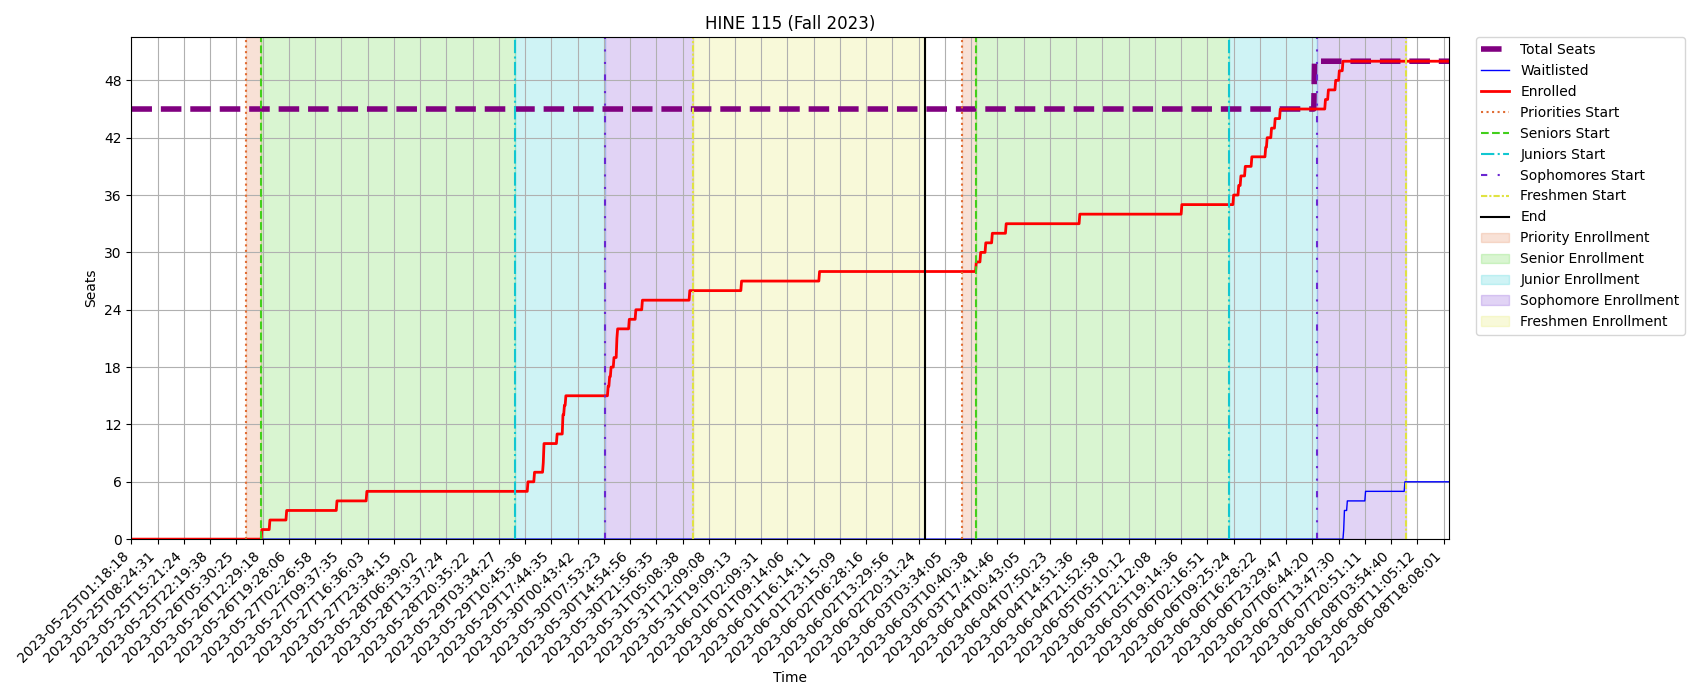 HINE 115 (Fall 2023)
Seats
48
42
36
30
24
18
12
6
0
2023-05-25T01:18:18
2023-05-25T08:24:31
2023-05-25T15:21:24
2023-05-25T22:19:38
2023-05-26T05:30:25
2023-05-26T12:29:18
2023-05-26T19:28:06
2023-05-27T02:26:58
2023-05-27T09:37:35
2023-05-27T16:36:03
2023-05-27T23:34:15
2023-05-28T06:39:02
2023-05-28T13:37:24
2023-05-28T20:35:22
2023-05-29T03:34:27
2023-05-29T10:45:36
2023-05-29T17:44:35
2023-05-30T00:43:42
2023-05-30T07:53:23
2023-05-30T14:54:56
2023-05-30T21:56:35
2023-05-31T05:08:38
2023-05-31T12:09:08
2023-05-31T19:09:13
2023-06-01T02:09:31
2023-06-01T09:14:06
2023-06-01T16:14:11
2023-06-01T23:15:09
2023-06-02T06:28:16
2023-06-02T13:29:56
2023-06-02T20:31:24
2023-06-03T03:34:05
2023-06-03T10:40:38
2023-06-03T17:41:46
2023-06-04T00:43:05
2023-06-04T07:50:23
2023-06-04T14:51:36
2023-06-04T21:52:58
2023-06-05T05:10:12
2023-06-05T12:12:08
2023-06-05T19:14:36
2023-06-06T02:16:51
2023-06-06T09:25:24
2023-06-06T16:28:22
2023-06-06T23:29:47
2023-06-07T06:44:20
2023-06-07T13:47:30
2023-06-07T20:51:11
2023-06-08T03:54:40
2023-06-08T11:05:12
2023-06-08T18:08:01
Time
Total Seats
Waitlisted
Enrolled
Priorities Start
Seniors Start
Juniors Start
Sophomores Start
Freshmen Start
End
Priority Enrollment
Senior Enrollment
Junior Enrollment
Sophomore Enrollment
Freshmen Enrollment